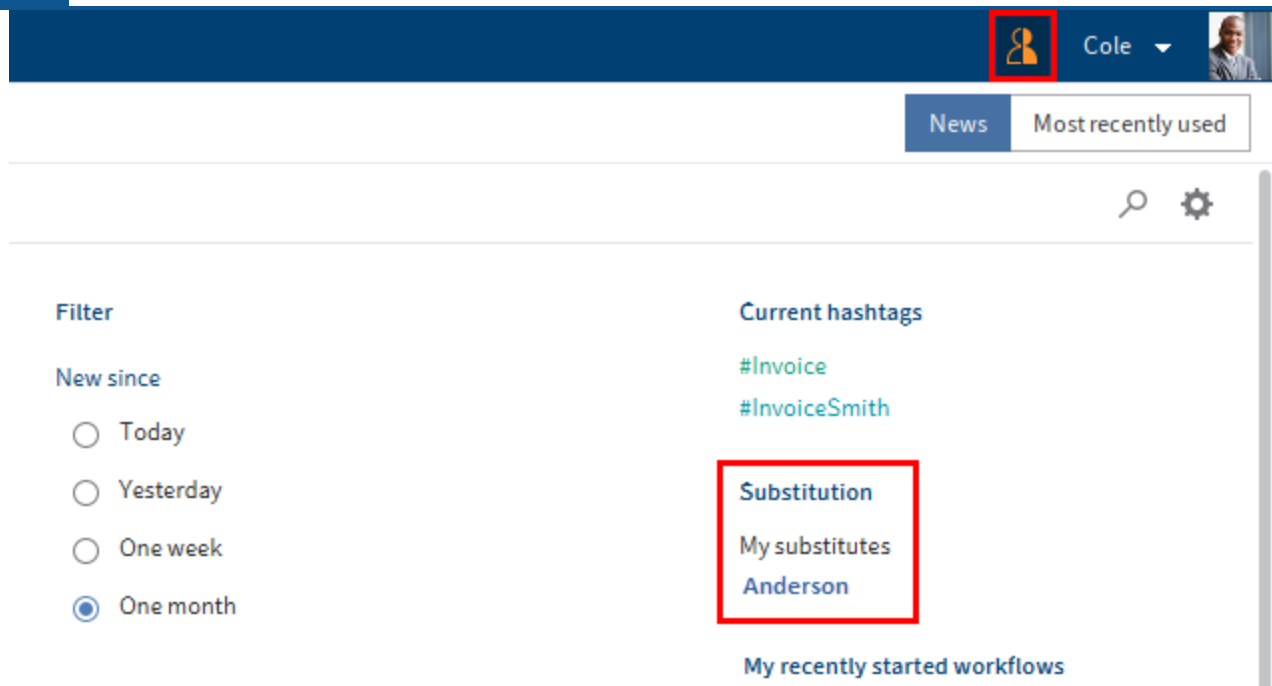 Cole
News
Most recently used
Filter
New since
Today
Yesterday
One week
One month
Current hashtags
#Invoice
#InvoiceSmith
Substitution
My substitutes
Anderson
My recently started workflows